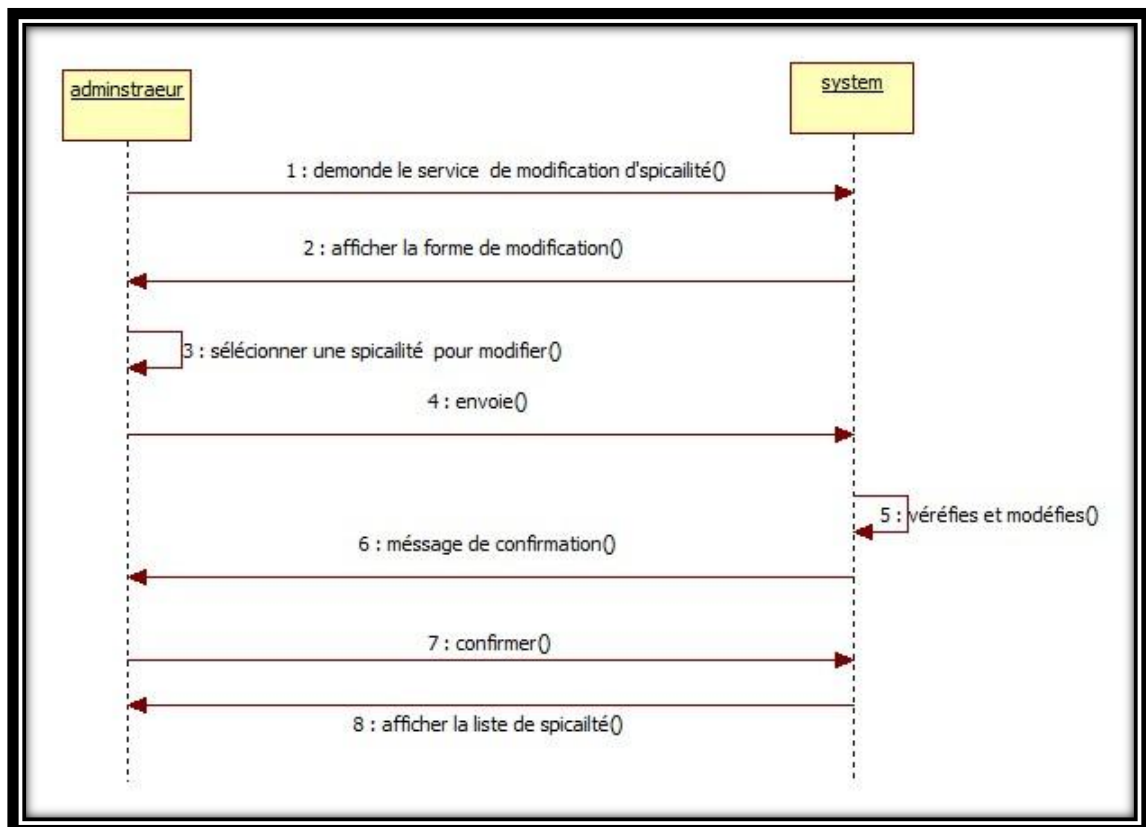 adminstraeur
system
1 : demonde le service  de modification d'spicailité()
2 : afficher la forme de modification()
3 : sélécionner une spicailité  pour modifier()
4 : envoie()
5 : véréfies et modéfies()
6 : méssage de confirmation()
7 : confirmer()
8 : afficher la liste de spicailté()